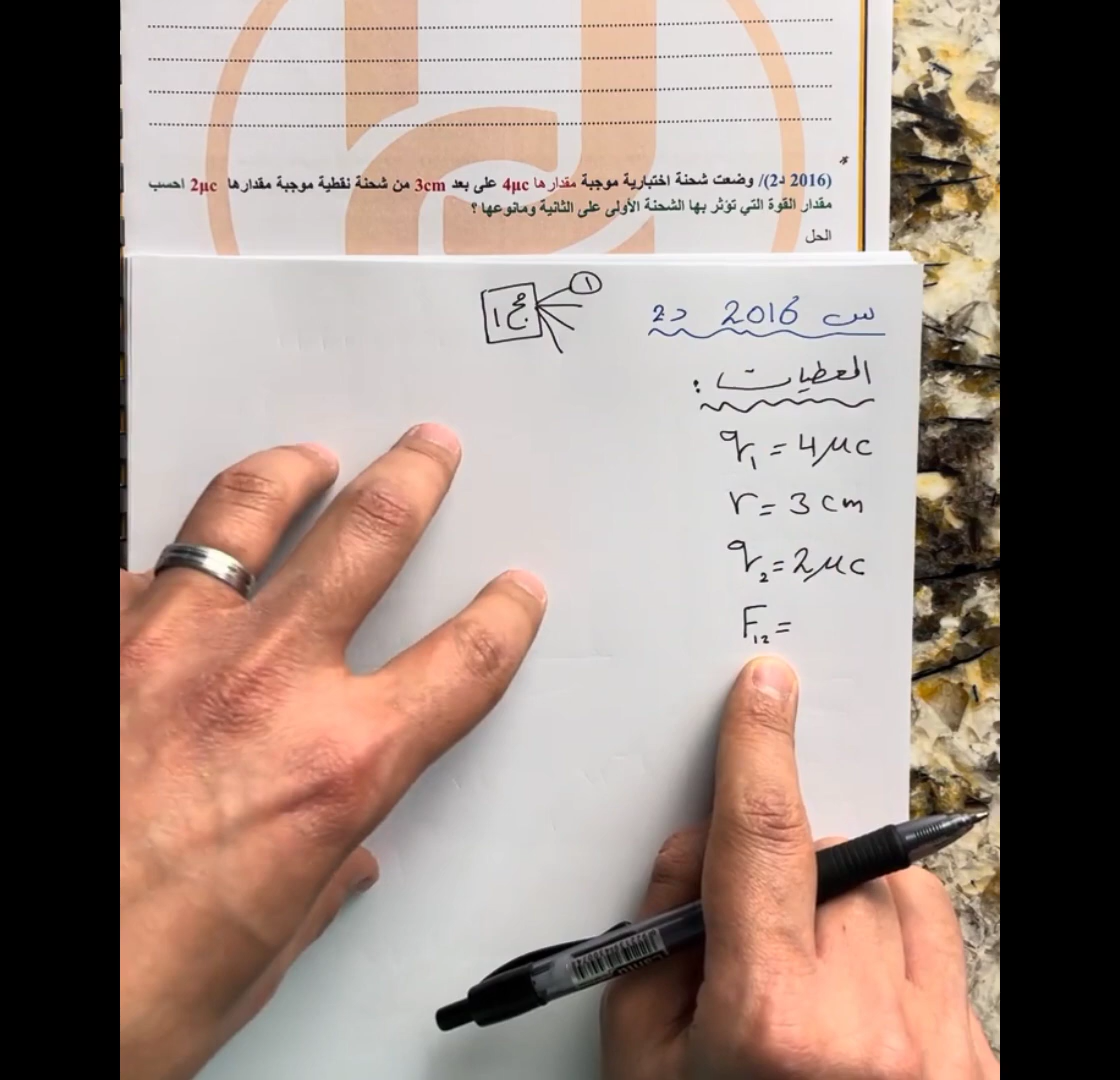 (2016 د2)/ وضعت شحنة اختبارية موجبة مقدارها 4μc على بعد 3cm من شحنة نقطية موجبة مقدارها 2μc احسب
مقدار القوة التي تؤثر بها الشحنة الأولى على الثانية ومانوعها ؟
الحل
س 2016 د2
مج1
1
المعطيات :
q₁ = 4μc
r = 3 cm
q₂ = 2μc
F₁₂ =